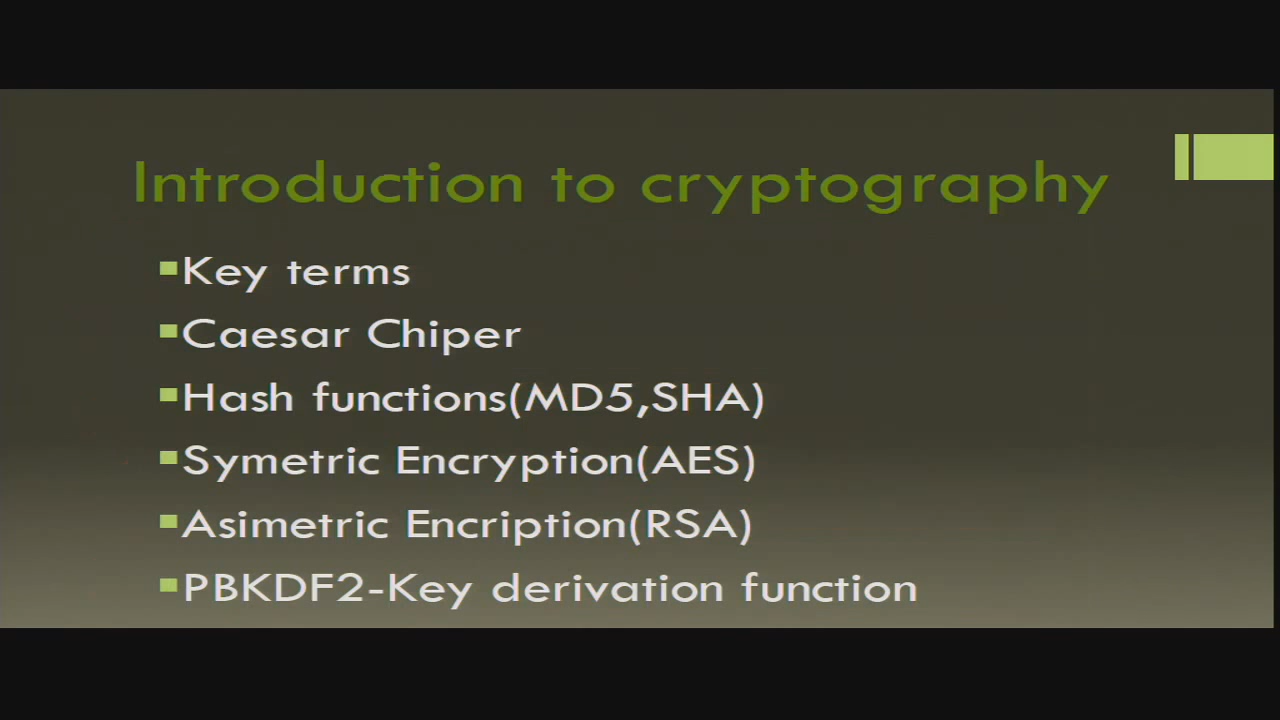 Introduction to cryptography
Key terms
Caesar Chiper
Hash functions(MD5,SHA)
Symetric Encryption(AES)
Asimetric Encription(RSA)
PBKDF2-Key derivation function